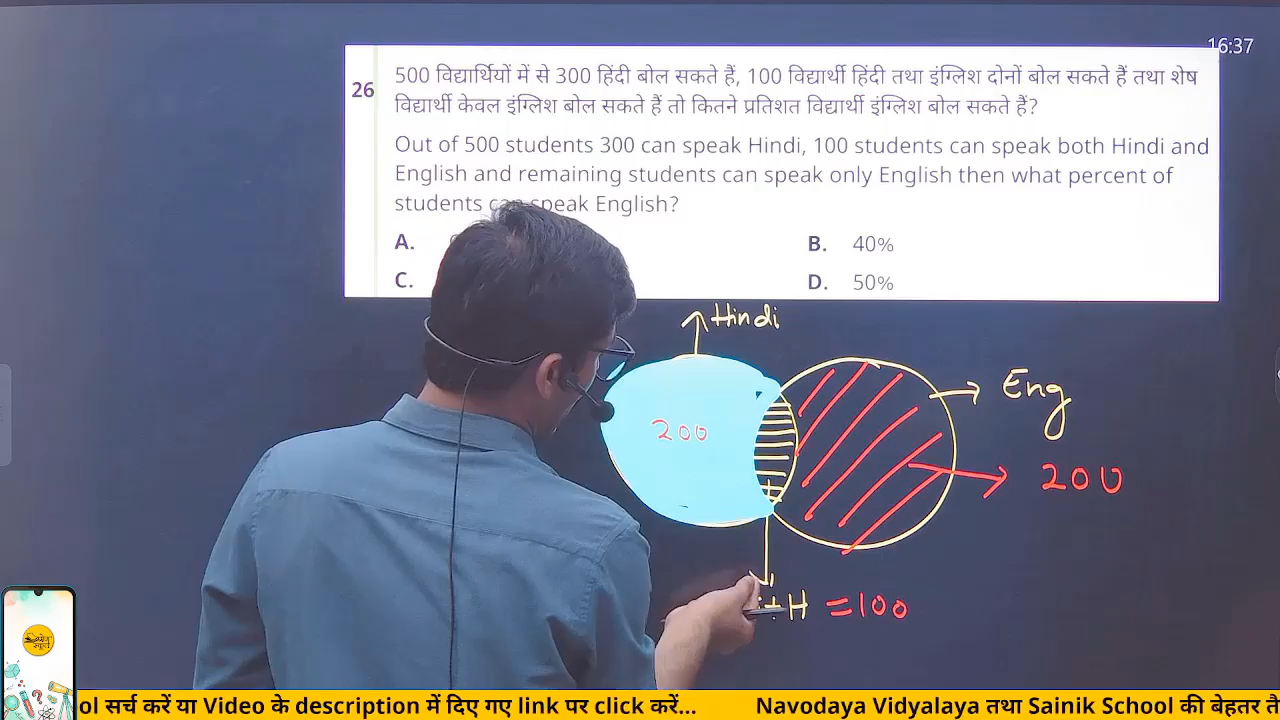 16:37
26
500 विद्यार्थियों में से 300 हिंदी बोल सकते हैं, 100 विद्यार्थी हिंदी तथा इंग्लिश दोनों बोल सकते हैं तथा शेष
विद्यार्थी केवल इंग्लिश बोल सकते हैं तो कितने प्रतिशत विद्यार्थी इंग्लिश बोल सकते हैं?
Out of 500 students 300 can speak Hindi, 100 students can speak both Hindi and
English and remaining students can speak only English then what percent of
students can speak English?
A. B. 40%
C. D. 50%
Hindi
Eng
200
200
+H =100
ol सर्च करें या Video के description में दिए गए link पर click करें... Navodaya Vidyalaya तथा Sainik School की बेहतर तै